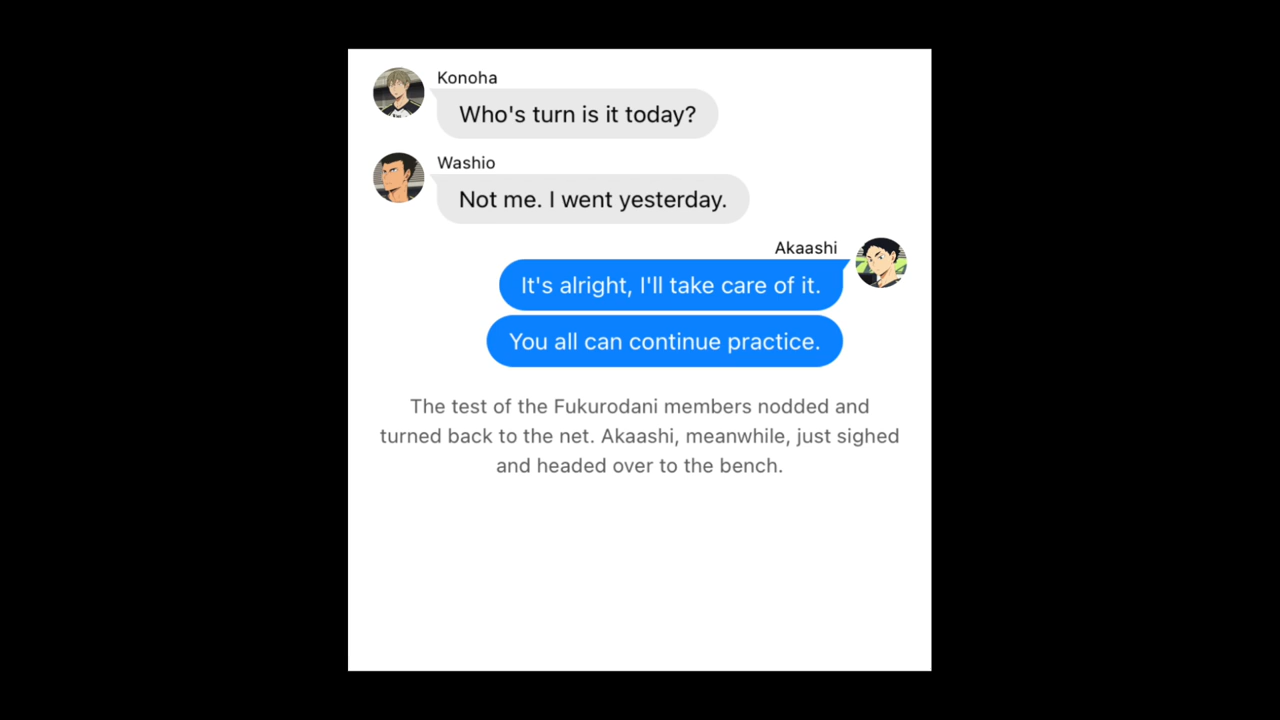 Konoha
Who's turn is it today?
Washio
Not me. I went yesterday.
Akaashi
It's alright, I'll take care of it.
You all can continue practice.
The test of the Fukurodani members nodded and
turned back to the net. Akaashi, meanwhile, just sighed
and headed over to the bench.